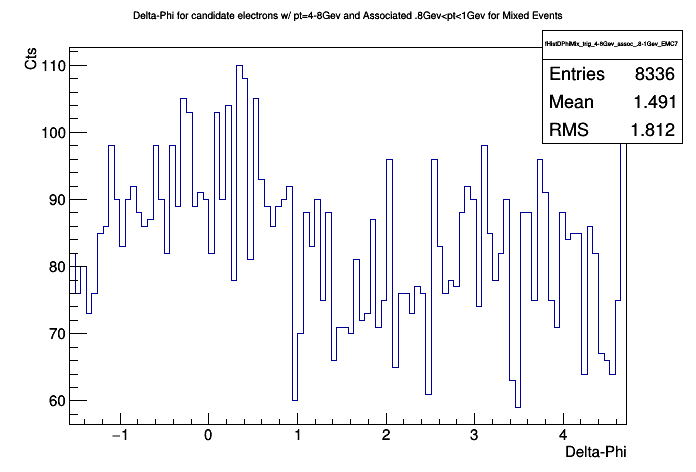 Delta-Phi for candidate electrons w/ pt=4-8Gev and Associated .8Gev<pt<1Gev for Mixed Events
fHistDPhiMix_trig_4-8Gev_assoc_.8-1Gev_EMC7
Entries 8336
Mean 1.491
RMS 1.812
Cts
110
100
90
80
70
60
−1 0 1 2 3 4
Delta-Phi